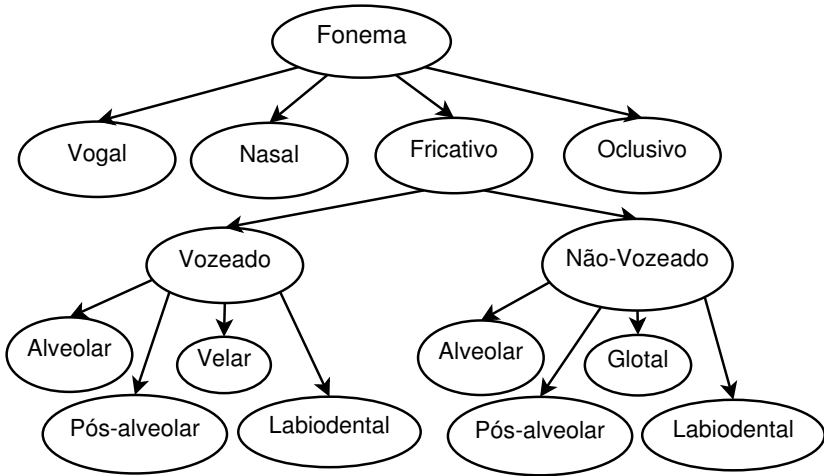 Fonema
Vogal
Nasal
Fricativo
Oclusivo
Vozeado
Não-Vozeado
Alveolar
Velar
Alveolar
Glotal
Pós-alveolar
Labiodental
Pós-alveolar
Labiodental